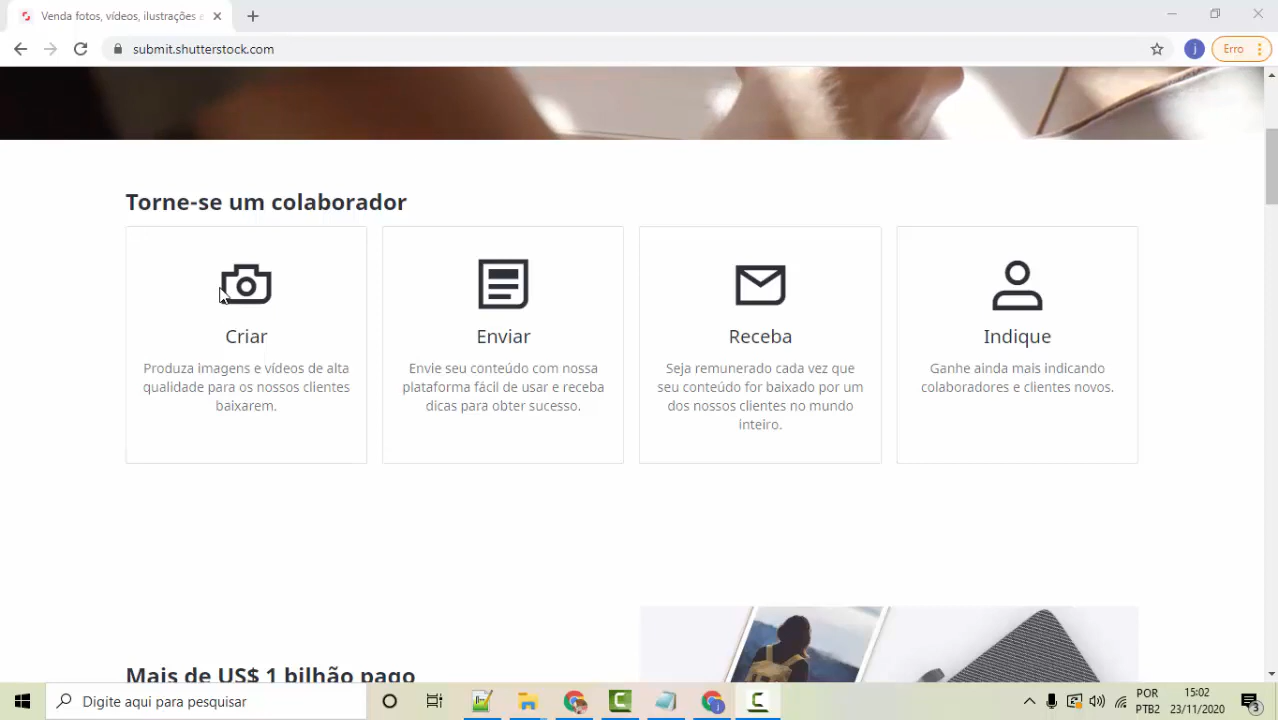 Venda fotos, vídeos, ilustrações
submit.shutterstock.com
j
Erro
Torne-se um colaborador
Criar
Produza imagens e vídeos de alta
qualidade para os nossos clientes
baixarem.
Enviar
Envie seu conteúdo com nossa
plataforma fácil de usar e receba
dicas para obter sucesso.
Receba
Seja remunerado cada vez que
seu conteúdo for baixado por um
dos nossos clientes no mundo
inteiro.
Indique
Ganhe ainda mais indicando
colaboradores e clientes novos.
Mais de US$ 1 bilhão pago
Digite aqui para pesquisar
POR
PTB2
15:02
23/11/2020
3